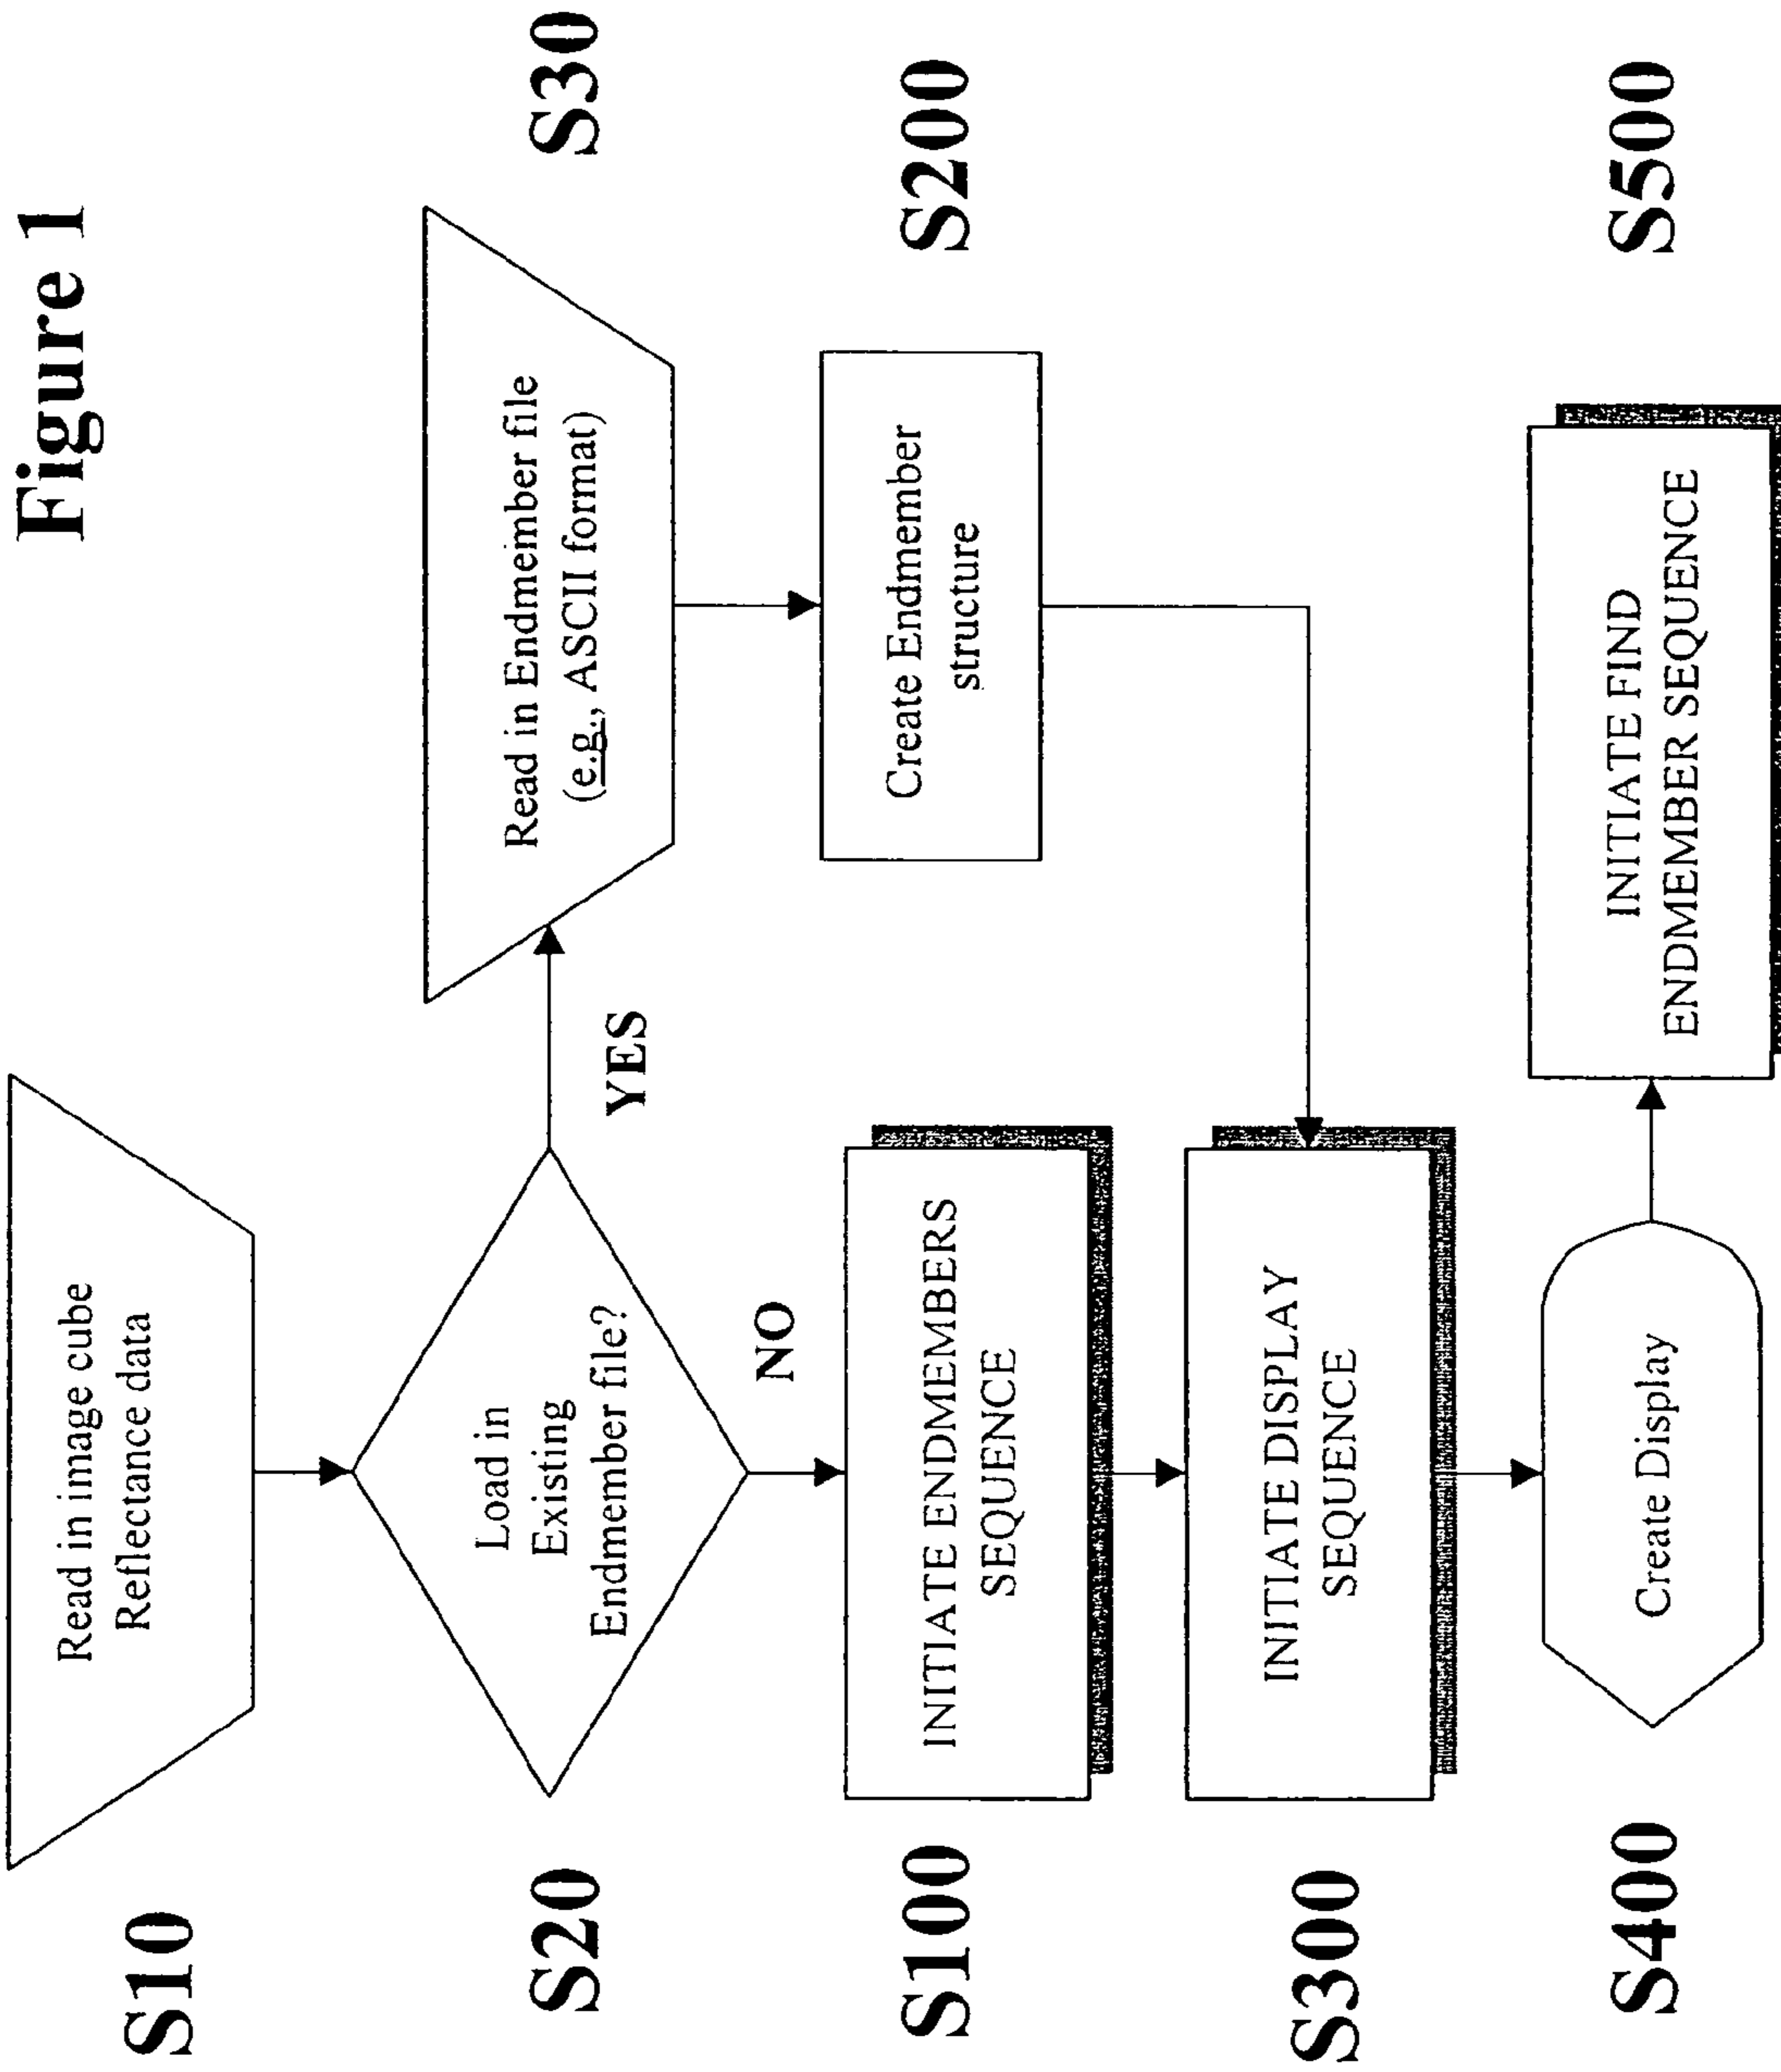 Figure 1
S10
Read in image cube
Reflectance data
S20
Load in
Existing
Endmember file?
YES
NO
Read in Endmember file
(e.g., ASCII format)
S30
S100
INITIATE ENDMEMBERS
SEQUENCE
Create Endmember
structure
S200
S300
INITIATE DISPLAY
SEQUENCE
S400
Create Display
INITIATE FIND
ENDMEMBER SEQUENCE
S500